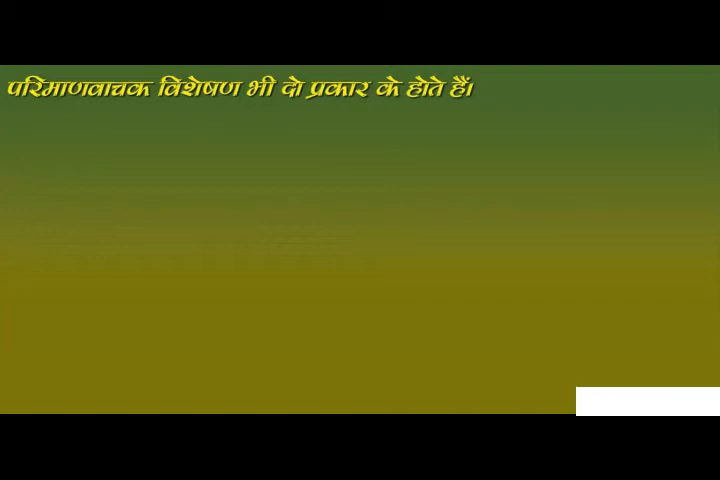 परिमाणवाचक विशेषण भी दो प्रकार के होते हैं।